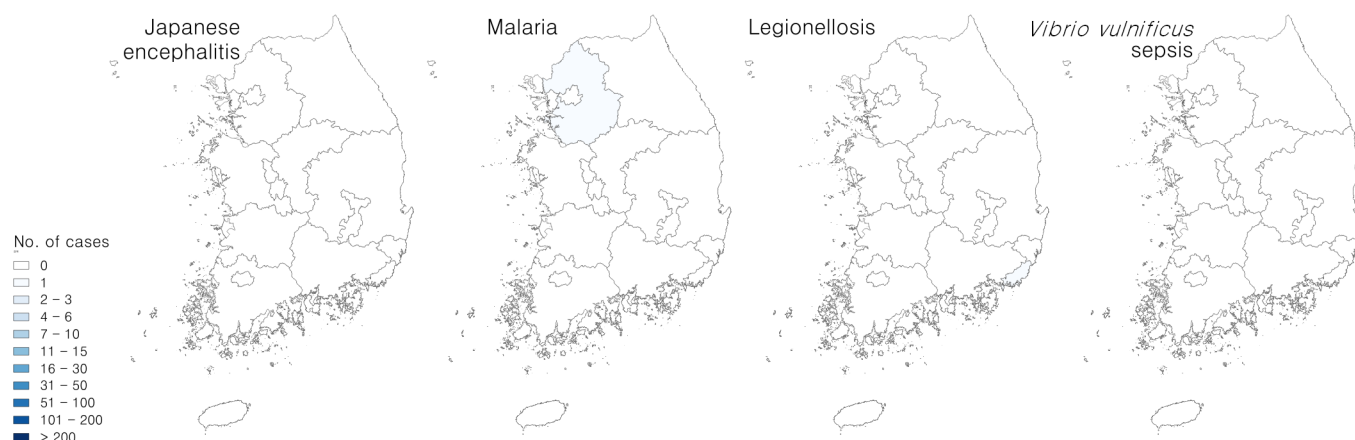 Japanese
encephalitis
Malaria
Legionellosis
Vibrio vulnificus
sepsis
No. of cases
0
1
2 – 3
4 – 6
7 – 10
11 – 15
16 – 30
31 – 50
51 – 100
101 – 200
> 200